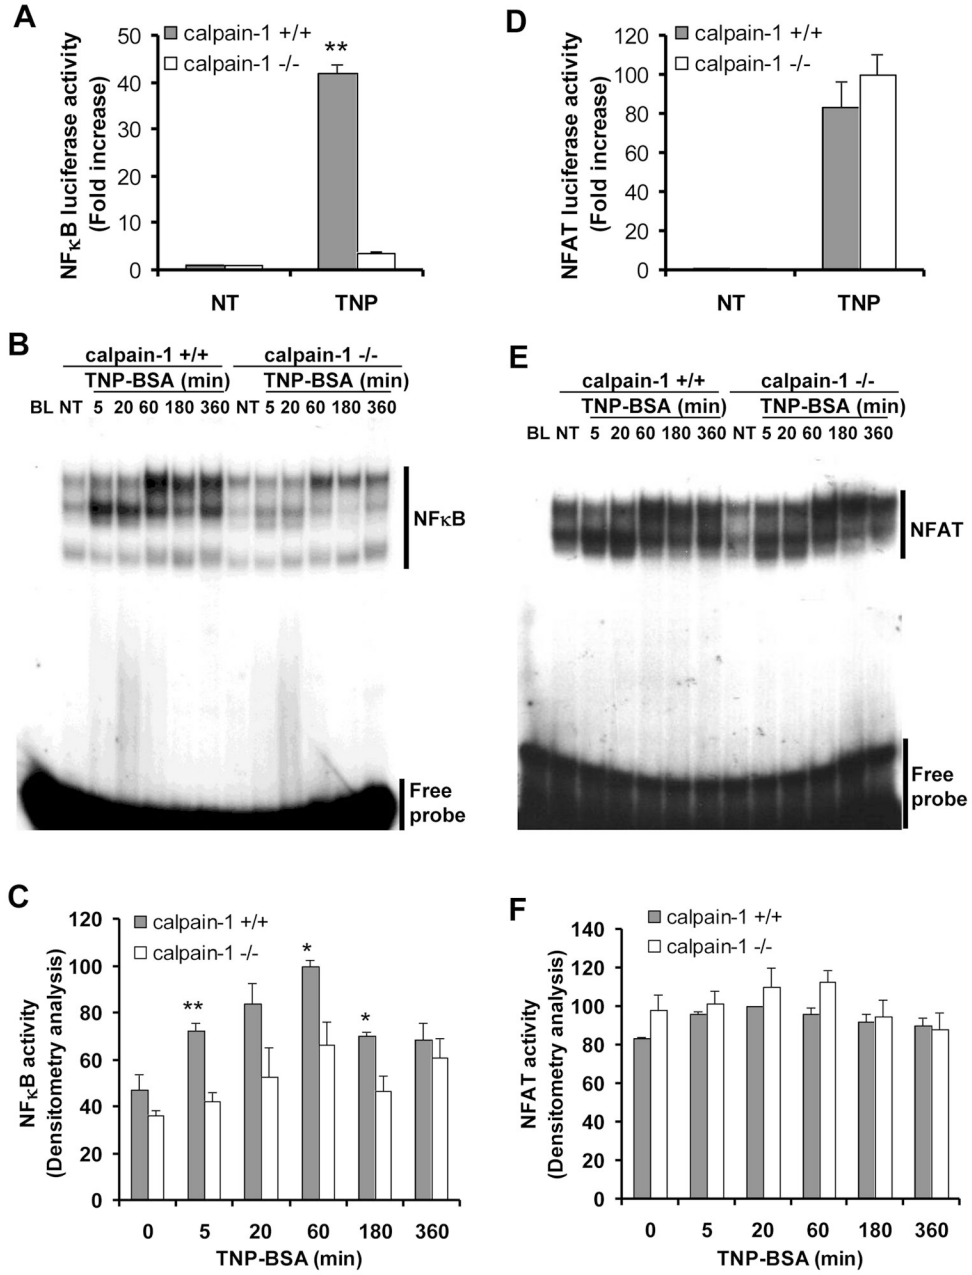 A
NFκB luciferase activity
(Fold increase)
50
40
30
20
10
0
calpain-1 +/+
calpain-1 -/-
**
NT
TNP
D
NFAT luciferase activity
(Fold increase)
120
100
80
60
40
20
0
calpain-1 +/+
calpain-1 -/-
NT
TNP
B
calpain-1 +/+
calpain-1 -/-
TNP-BSA (min)
TNP-BSA (min)
BL NT 5 20 60 180 360 NT 5 20 60 180 360
NFκB
Free
probe
E
calpain-1 +/+
calpain-1 -/-
TNP-BSA (min)
TNP-BSA (min)
BL NT 5 20 60 180 360 NT 5 20 60 180 360
NFAT
Free
probe
C
NFκB activity
(Densitometry analysis)
120
100
80
60
40
20
0
calpain-1 +/+
calpain-1 -/-
**
*
*
0 5 20 60 180 360
TNP-BSA (min)
F
NFAT activity
(Densitometry analysis)
140
120
100
80
60
40
20
0
calpain-1 +/+
calpain-1 -/-
0 5 20 60 180 360
TNP-BSA (min)